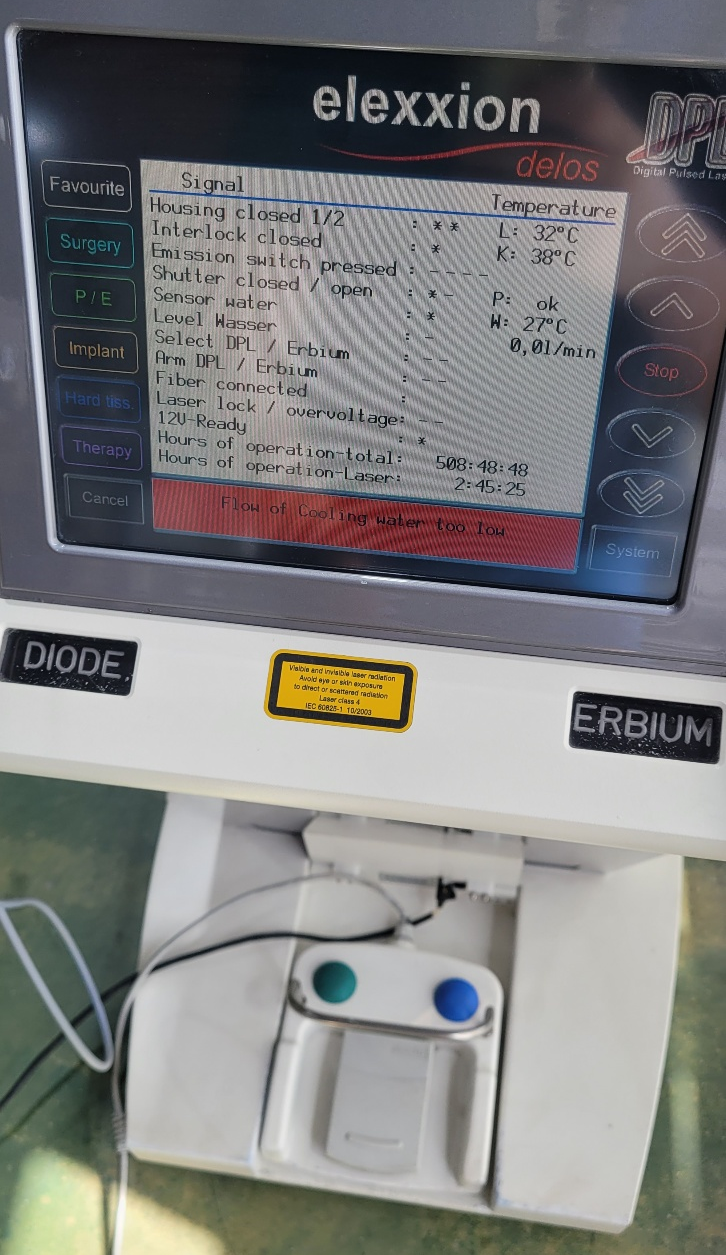 elexxion
delos
DPL
Digital Pulsed Las
Favourite
Surgery
P / E
Implant
Hard tiss.
Therapy
Cancel
Signal Temperature
Housing closed 1/2 : * * L: 32°C
Interlock closed : * K: 38°C
Emission switch pressed : - - - -
Shutter closed / open : * - P: ok
Sensor water : * W: 27°C
Level Wasser : - 0,0l/min
Select DPL / Erbium : - -
Arm DPL / Erbium : - -
Fiber connected :
Laser lock / overvoltage: - -
12V-Ready : *
Hours of operation-total: 508:48:48
Hours of operation-Laser: 2:45:25
Flow of Cooling water too low
Stop
System
DIODE
Visible and invisible laser radiation
Avoid eye or skin exposure
to direct or scattered radiation
Laser class 4
IEC 60825-1 10/2003
ERBIUM